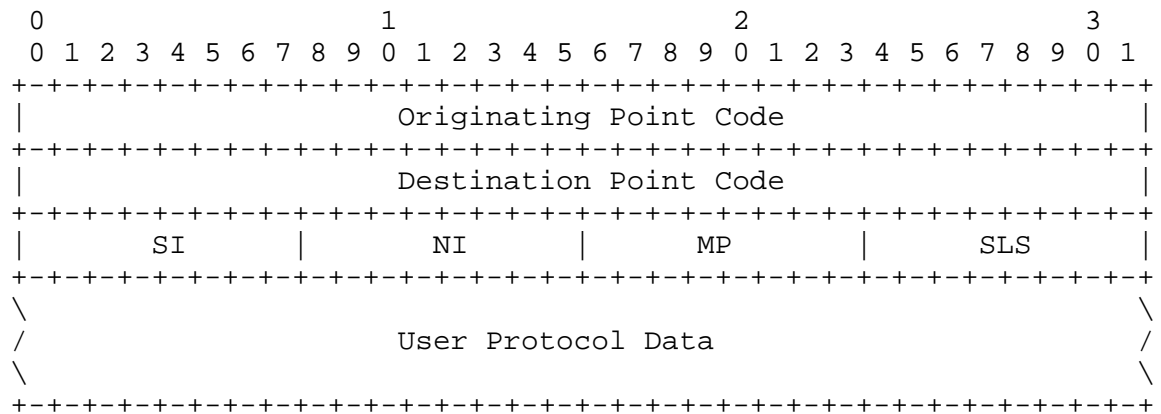 0                   1                   2                   3
 0 1 2 3 4 5 6 7 8 9 0 1 2 3 4 5 6 7 8 9 0 1 2 3 4 5 6 7 8 9 0 1
+-+-+-+-+-+-+-+-+-+-+-+-+-+-+-+-+-+-+-+-+-+-+-+-+-+-+-+-+-+-+-+-+
|                     Originating Point Code                    |
+-+-+-+-+-+-+-+-+-+-+-+-+-+-+-+-+-+-+-+-+-+-+-+-+-+-+-+-+-+-+-+-+
|                     Destination Point Code                    |
+-+-+-+-+-+-+-+-+-+-+-+-+-+-+-+-+-+-+-+-+-+-+-+-+-+-+-+-+-+-+-+-+
|       SI      |       NI      |      MP       |      SLS      |
+-+-+-+-+-+-+-+-+-+-+-+-+-+-+-+-+-+-+-+-+-+-+-+-+-+-+-+-+-+-+-+-+
\                                                               \
/                     User Protocol Data                        /
\                                                               \
+-+-+-+-+-+-+-+-+-+-+-+-+-+-+-+-+-+-+-+-+-+-+-+-+-+-+-+-+-+-+-+-+